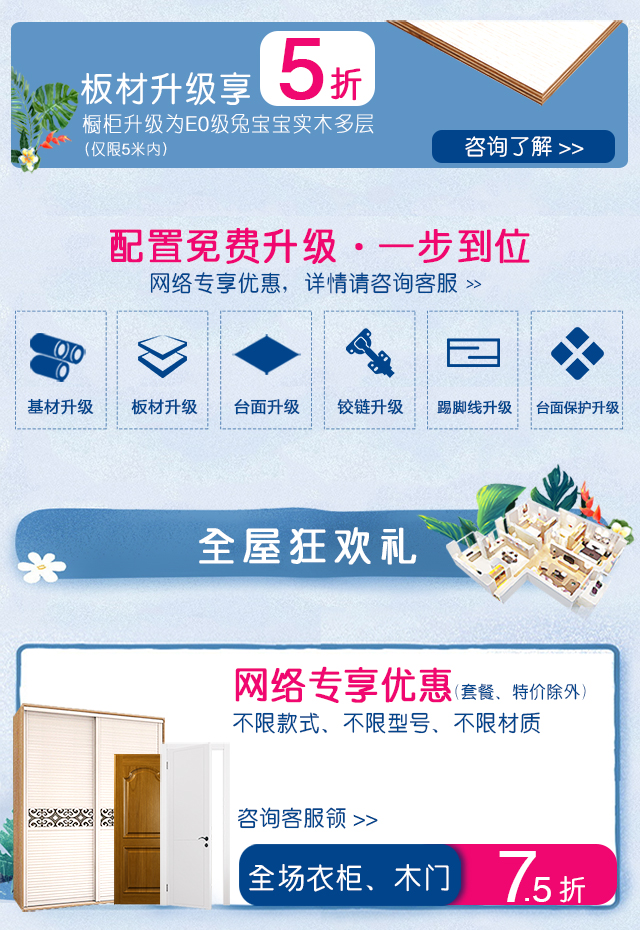 板材升级享 5折
橱柜升级为E0级兔宝宝实木多层
（仅限5米内）
咨询了解 >>
配置免费升级·一步到位
网络专享优惠，详情请咨询客服 >>
基材升级 板材升级 台面升级 铰链升级 踢脚线升级 台面保护升级
全屋狂欢礼
网络专享优惠（套餐、特价除外）
不限款式、不限型号、不限材质
咨询客服领 >>
全场衣柜、木门 7.5折